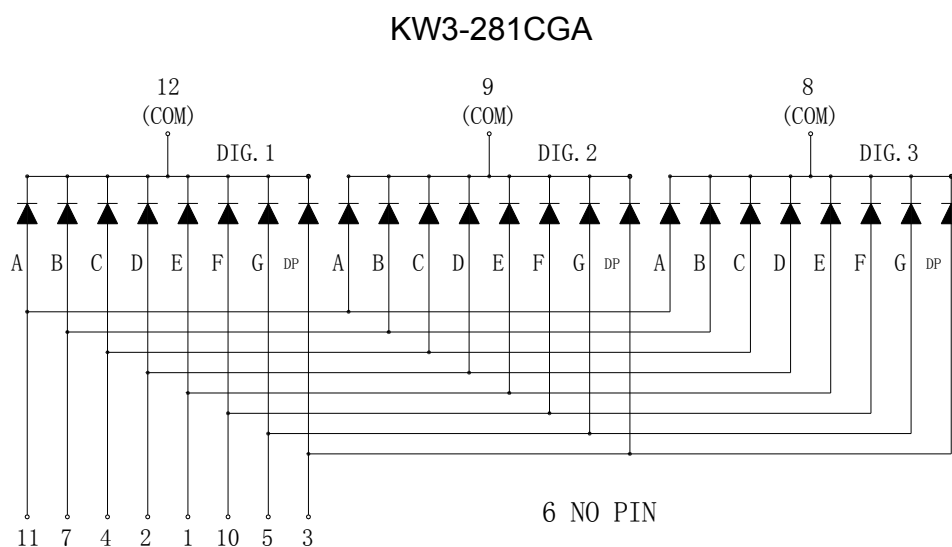 KW3-281CGA
12 9 8
(COM) (COM) (COM)
DIG.1 DIG.2 DIG.3
A B C D E F G DP A B C D E F G DP A B C D E F G DP
6 NO PIN
11 7 4 2 1 10 5 3